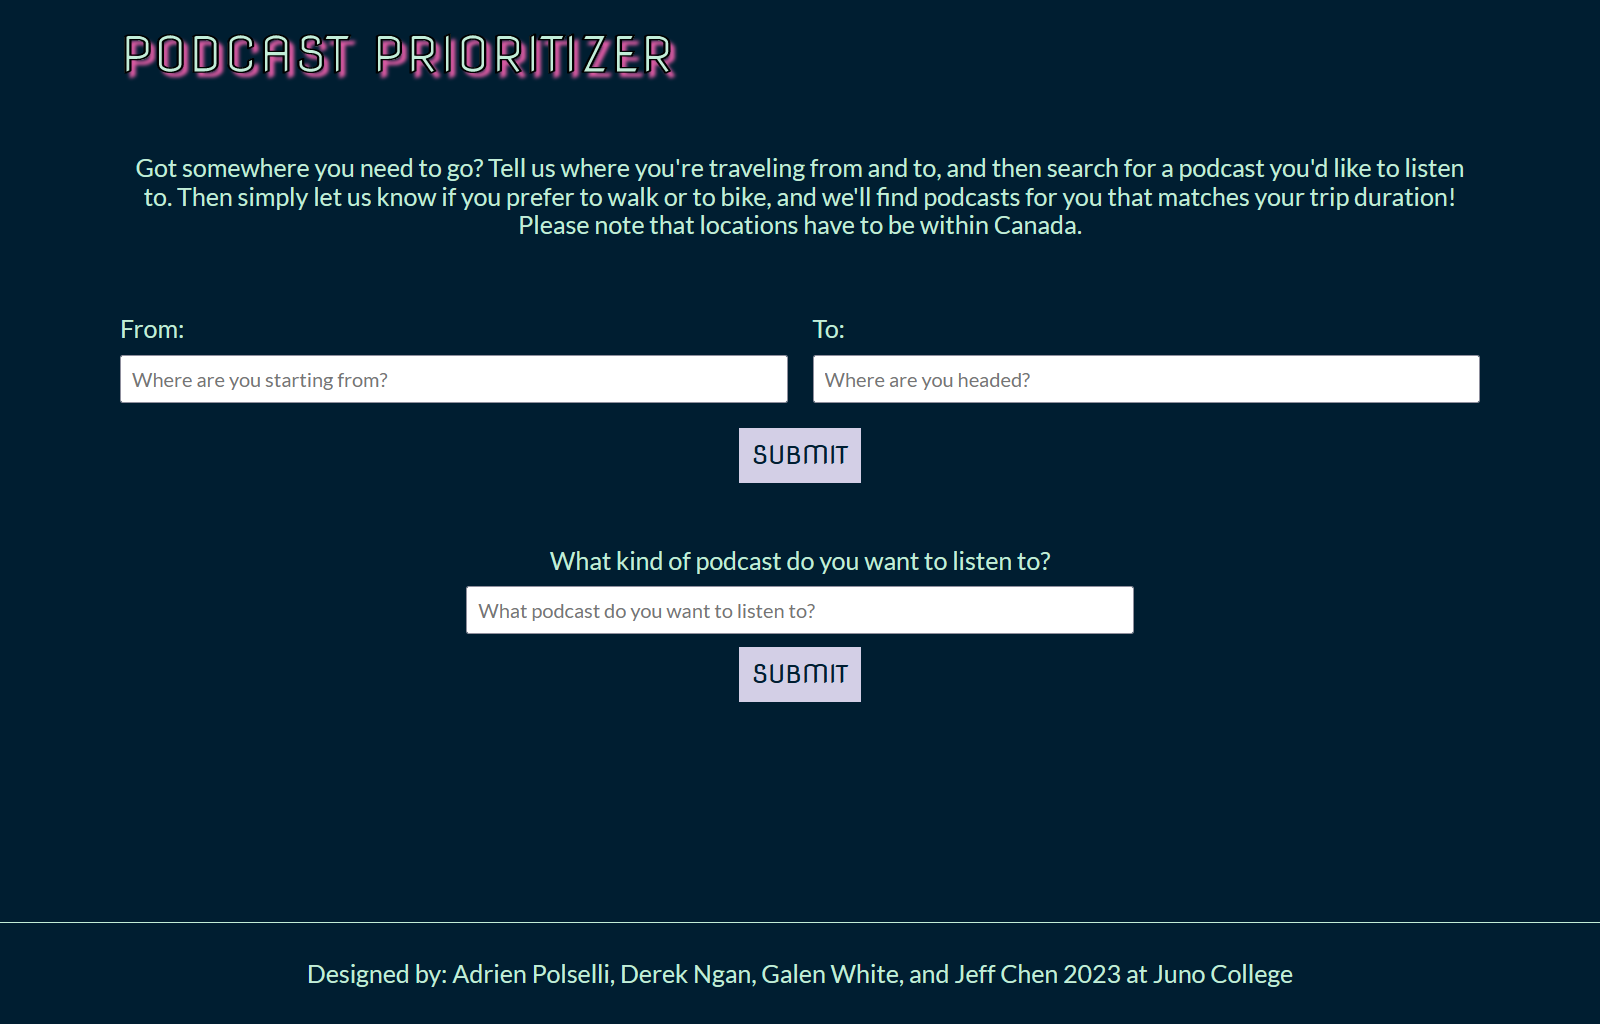 PODCAST PRIORITIZER
Got somewhere you need to go? Tell us where you're traveling from and to, and then search for a podcast you'd like to listen
to. Then simply let us know if you prefer to walk or to bike, and we'll find podcasts for you that matches your trip duration!
Please note that locations have to be within Canada.
From:
To:
Where are you starting from?
Where are you headed?
SUBMIT
What kind of podcast do you want to listen to?
What podcast do you want to listen to?
SUBMIT
Designed by: Adrien Polselli, Derek Ngan, Galen White, and Jeff Chen 2023 at Juno College